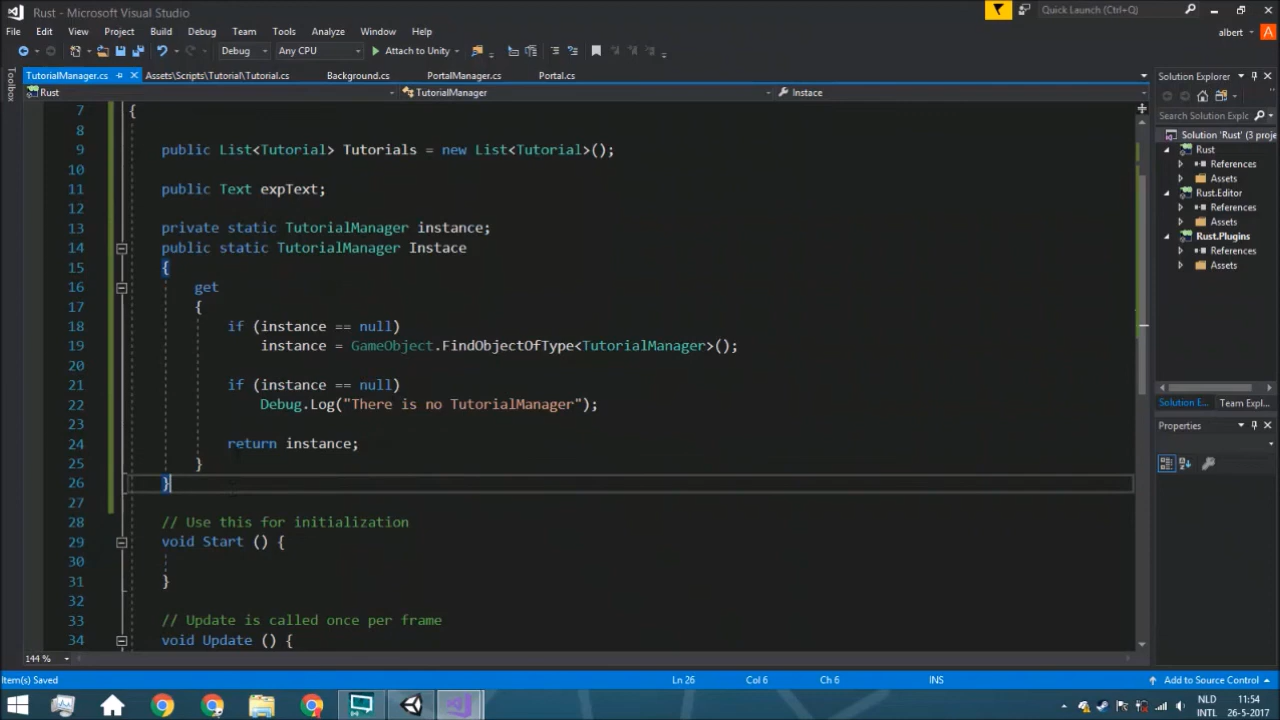 Rust - Microsoft Visual Studio
Quick Launch (Ctrl+Q)
File Edit View Project Build Debug Team Tools Architecture Test Analyze Window Help
albert A
Debug Any CPU Attach to Unity
Toolbox
TutorialManager.cs Assets\Scripts\Tutorial\Tutorial.cs Background.cs PortalManager.cs Portal.cs
Rust TutorialManager Instace
7 {
8
9 public List<Tutorial> Tutorials = new List<Tutorial>();
10
11 public Text expText;
12
13 private static TutorialManager instance;
14 public static TutorialManager Instace
15 {
16 get
17 {
18 if (instance == null)
19 instance = GameObject.FindObjectOfType<TutorialManager>();
20
21 if (instance == null)
22 Debug.Log("There is no TutorialManager");
23
24 return instance;
25 }
26 }
27
28 // Use this for initialization
29 void Start () {
30
31 }
32
33 // Update is called once per frame
34 void Update () {
144 %
Solution Explorer
Search Solution Explo
Solution 'Rust' (3 proje
Rust
References
Assets
Rust.Editor
References
Assets
Rust.Plugins
References
Assets
Solution E... Team Expl...
Properties
Item(s) Saved Ln 26 Col 6 Ch 6 INS Add to Source Control
NLD 11:54
INTL 26-5-2017